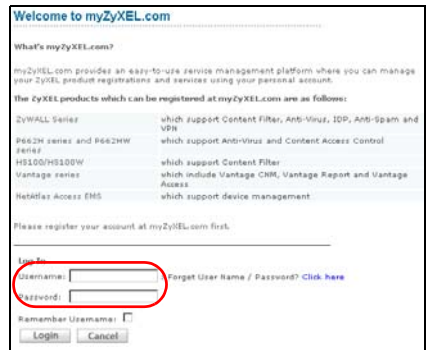 Welcome to myZyXEL.com
What's myZyXEL.com?
myZyXEL.com provides an easy-to-use service management platform where you can manage
your ZyXEL product registrations and services using your personal account.
The ZyXEL products which can be registered at myZyXEL.com are as follows:
ZyWALL Series which support Content Filter, Anti-Virus, IDP, Anti-Spam and
VPN
P662H series and P662HW which support Anti-Virus and Content Access Control
series
HS100/HS100W which support Content Filter
Vantage series which include Vantage CNM, Vantage Report and Vantage
Access
NetAtlas Access EMS which support device management
Please register your account at myZyXEL.com first.
Log In
Username: Forget User Name / Password? Click here
Password:
Remember Username:
Login Cancel